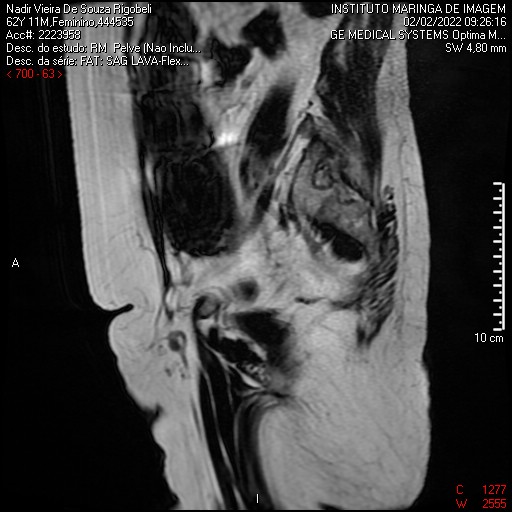 Nadir Vieira De Souza Rigobeli
62Y 11M,Feminino,444535
Acc#: 2223958
Desc. do estudo: RM Pelve (Nao Inclu...
Desc. da série: FAT: SAG LAVA-Flex...
< 700 - 63 >
INSTITUTO MARINGA DE IMAGEM
02/02/2022 09:26:16
GE MEDICAL SYSTEMS Optima M...
SW 4,80 mm
A
10 cm
I
C 1277
W 2555